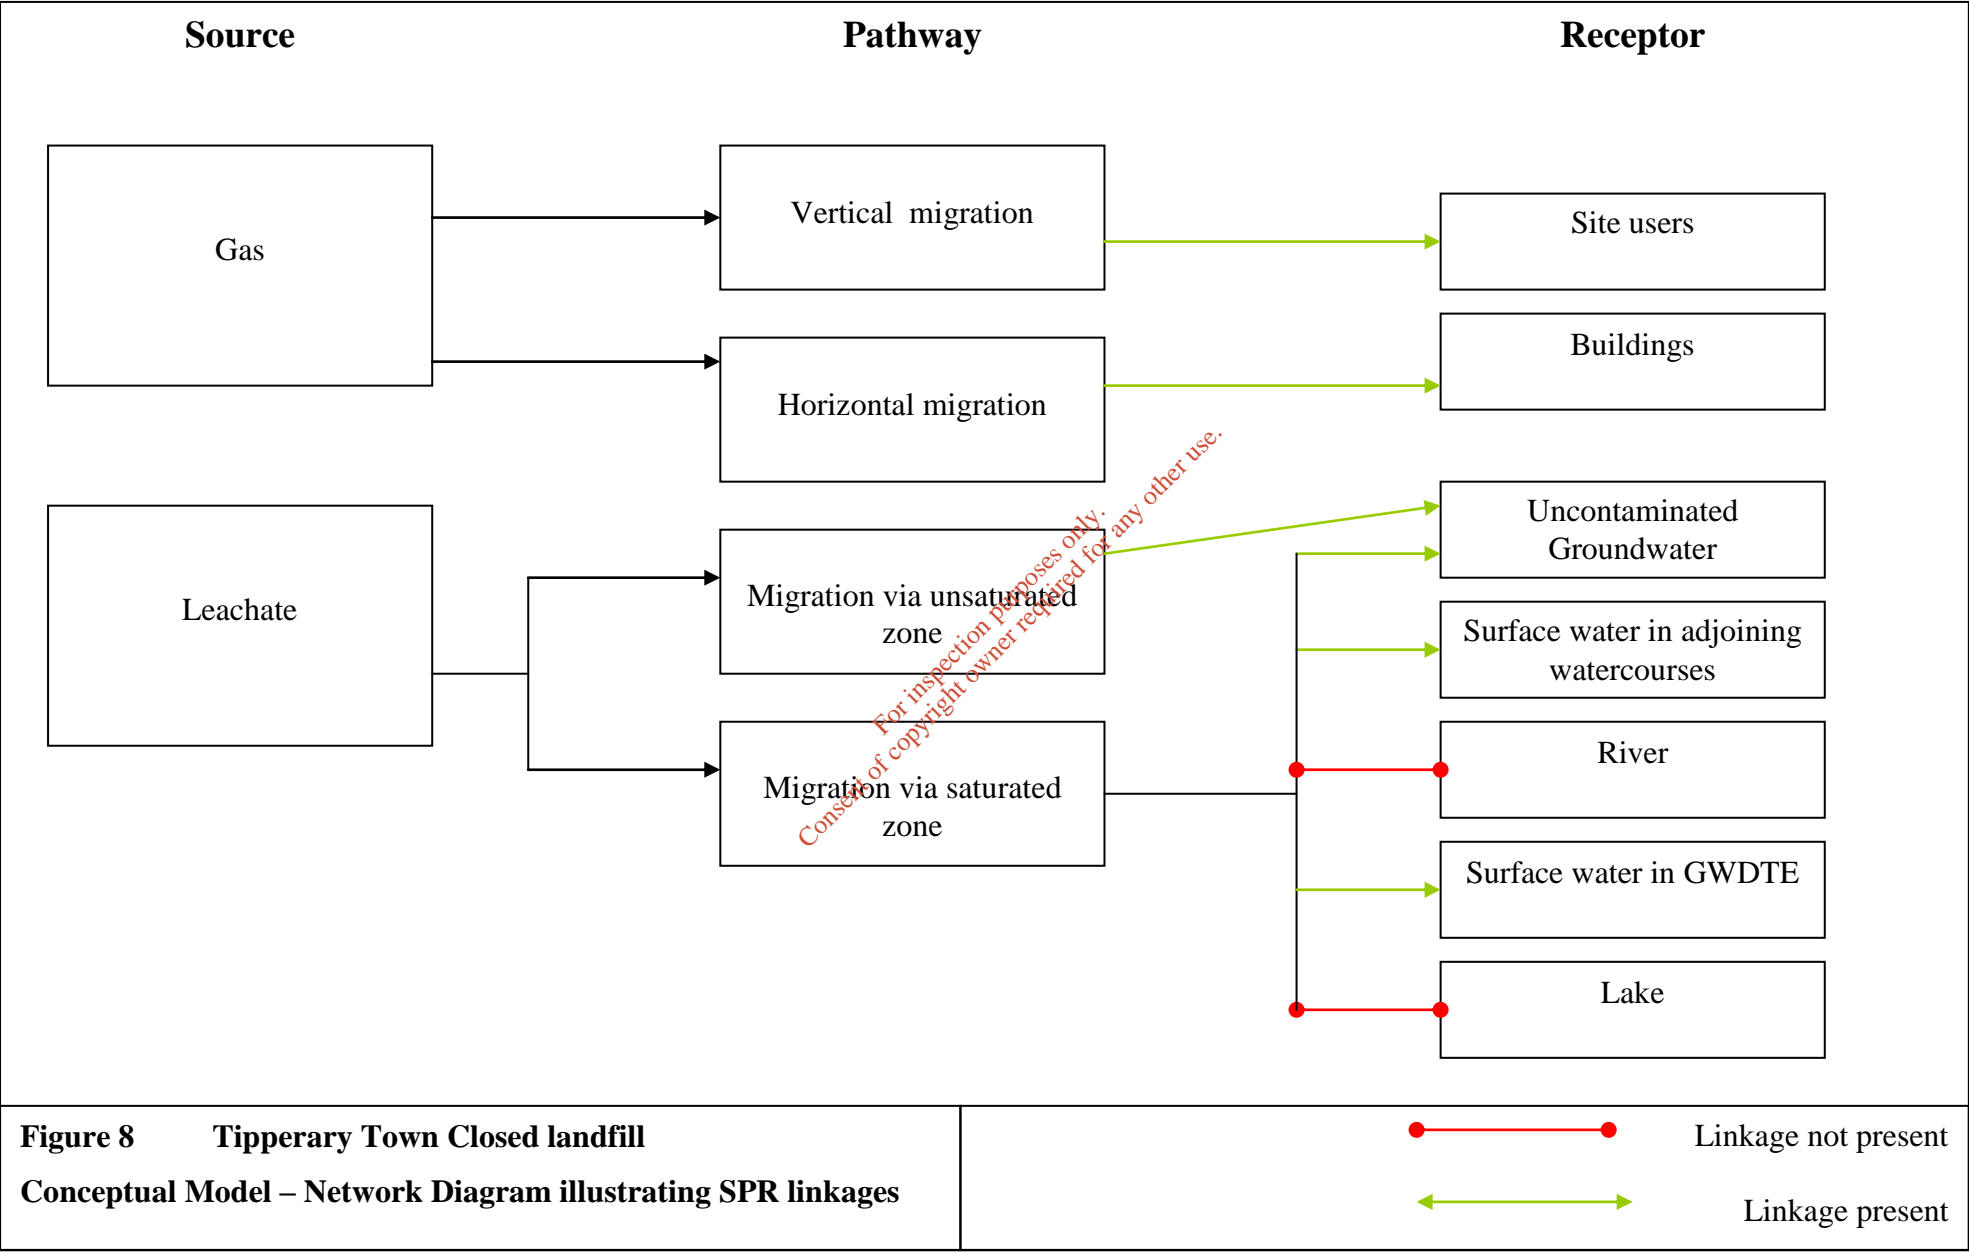 Source
Pathway
Receptor
Gas
Vertical migration
Site users
Horizontal migration
Buildings
Leachate
Migration via unsaturated
zone
Uncontaminated
Groundwater
Surface water in adjoining
watercourses
Migration via saturated
zone
River
Surface water in GWDTE
Lake
For inspection purposes only.
Consent of copyright owner required for any other use.
Figure 8 Tipperary Town Closed landfill
Conceptual Model – Network Diagram illustrating SPR linkages
Linkage not present
Linkage present